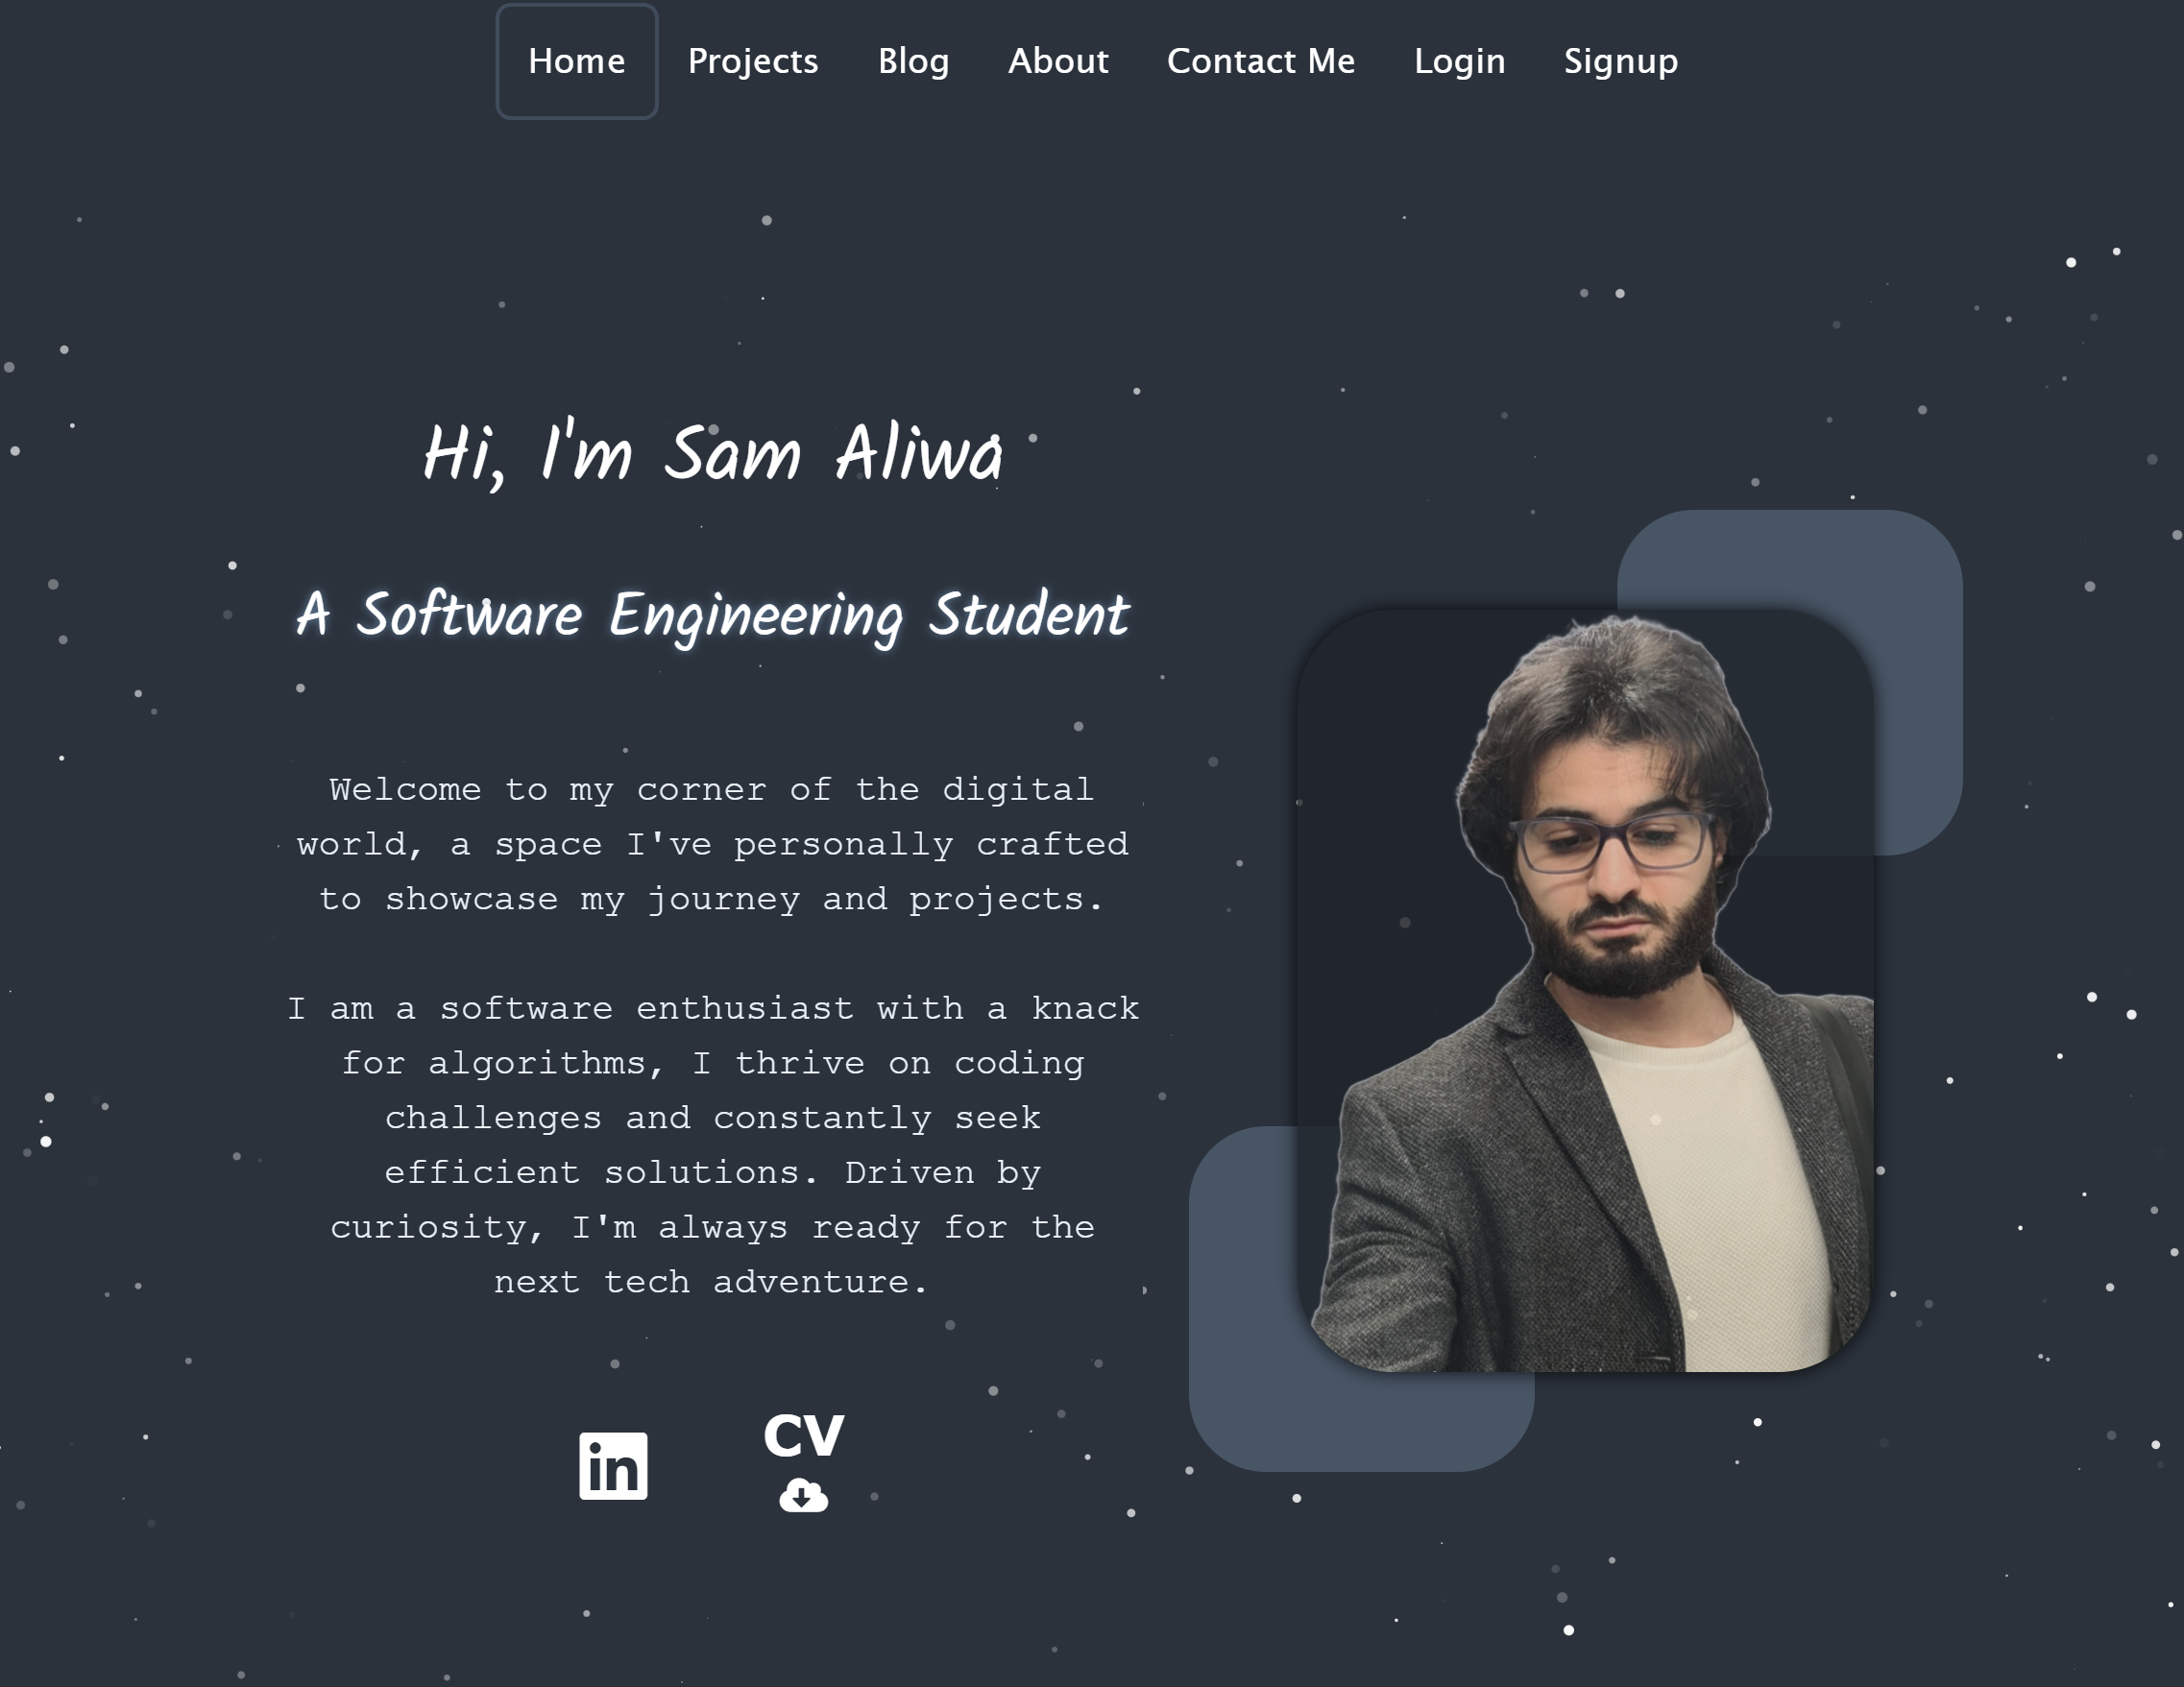 Home Projects Blog About Contact Me Login Signup
Hi, I'm Sam Aliwa
A Software Engineering Student
Welcome to my corner of the digital
world, a space I've personally crafted
to showcase my journey and projects.
I am a software enthusiast with a knack
for algorithms, I thrive on coding
challenges and constantly seek
efficient solutions. Driven by
curiosity, I'm always ready for the
next tech adventure.
in
CV